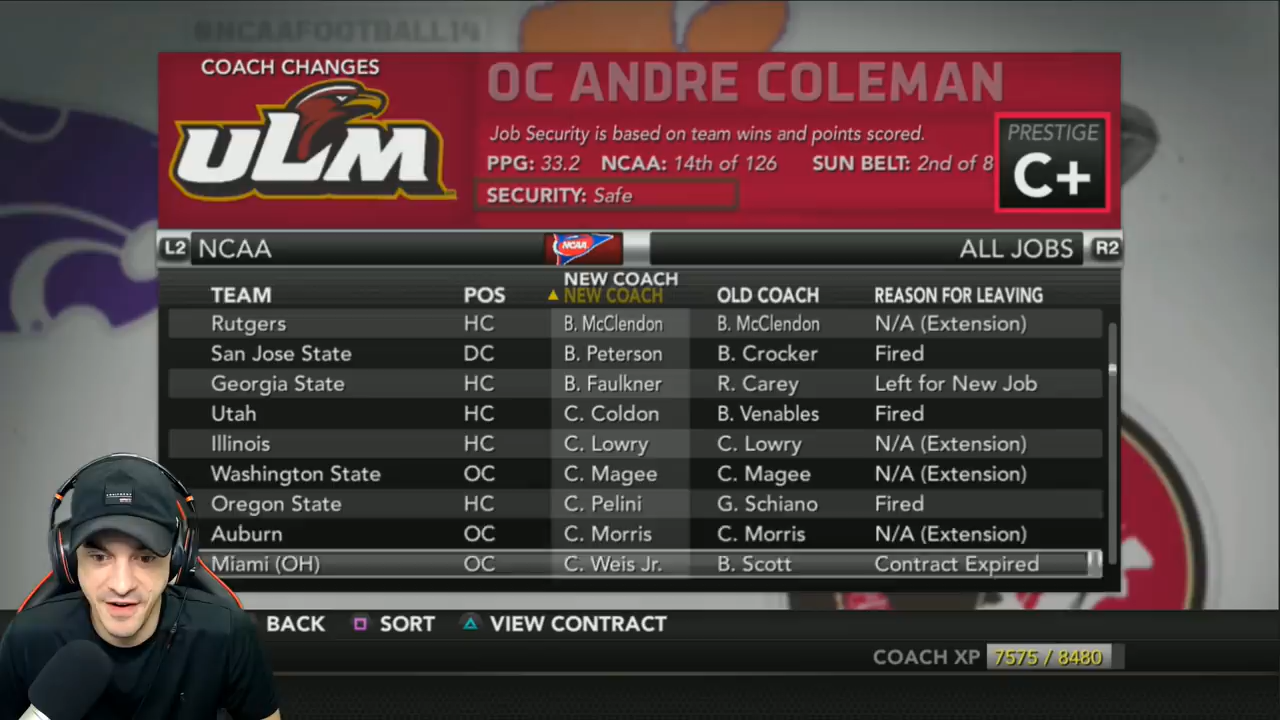 #NCAAFOOTBALL14
COACH CHANGES
OC ANDRE COLEMAN
ULM
Job Security is based on team wins and points scored.
PPG: 33.2 NCAA: 14th of 126 SUN BELT: 2nd of 8
SECURITY: Safe
PRESTIGE
C+
L2 NCAA NCAA ALL JOBS R2
NEW COACH
TEAM POS NEW COACH OLD COACH REASON FOR LEAVING
Rutgers HC B. McClendon B. McClendon N/A (Extension)
San Jose State DC B. Peterson B. Crocker Fired
Georgia State HC B. Faulkner R. Carey Left for New Job
Utah HC C. Coldon B. Venables Fired
Illinois HC C. Lowry C. Lowry N/A (Extension)
Washington State OC C. Magee C. Magee N/A (Extension)
Oregon State HC C. Pelini G. Schiano Fired
Auburn OC C. Morris C. Morris N/A (Extension)
Miami (OH) OC C. Weis Jr. B. Scott Contract Expired
BACK SORT VIEW CONTRACT
COACH XP 7575 / 8480